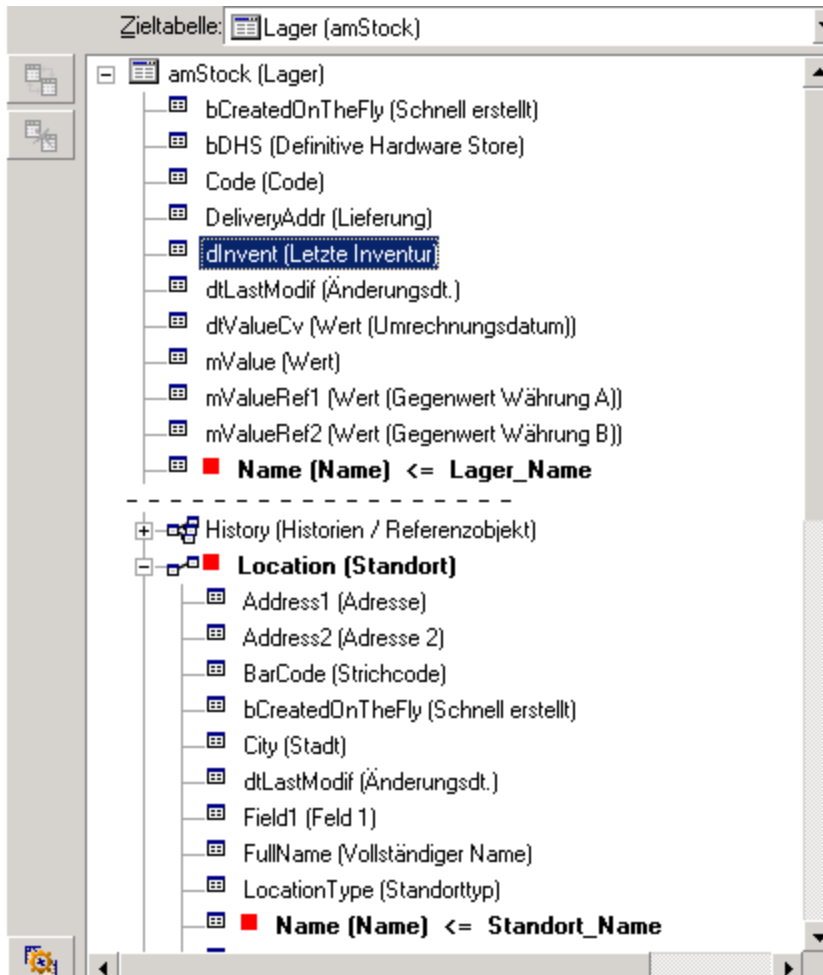 Zieltabelle: Lager (amStock)
amStock (Lager)
bCreatedOnTheFly (Schnell erstellt)
bDHS (Definitive Hardware Store)
Code (Code)
DeliveryAddr (Lieferung)
dInvent (Letzte Inventur)
dtLastModif (Änderungsdt.)
dtValueCv (Wert (Umrechnungsdatum))
mValue (Wert)
mValueRef1 (Wert (Gegenwert Währung A))
mValueRef2 (Wert (Gegenwert Währung B))
Name (Name) <= Lager_Name
History (Historien / Referenzobjekt)
Location (Standort)
Address1 (Adresse)
Address2 (Adresse 2)
BarCode (Strichcode)
bCreatedOnTheFly (Schnell erstellt)
City (Stadt)
dtLastModif (Änderungsdt.)
Field1 (Feld 1)
FullName (Vollständiger Name)
LocationType (Standorttyp)
Name (Name) <= Standort_Name